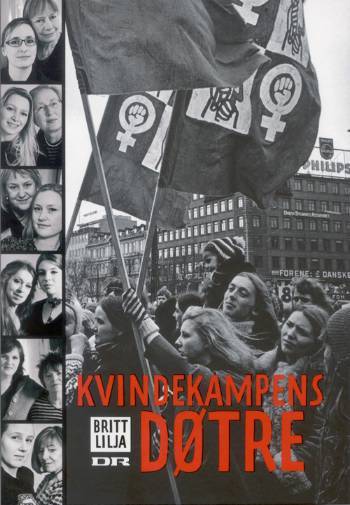 PHILIPS
FORENEDE DANSKE
KVINDEKAMPENS
BRITT
LILJA
DØTRE
DR